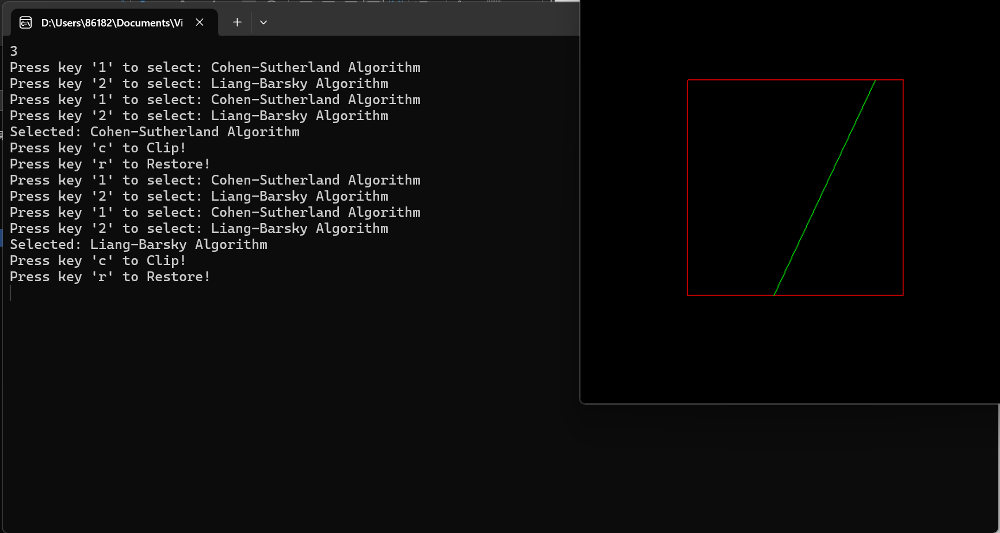 D:\Users\86182\Documents\Vi
3
Press key '1' to select: Cohen-Sutherland Algorithm
Press key '2' to select: Liang-Barsky Algorithm
Press key '1' to select: Cohen-Sutherland Algorithm
Press key '2' to select: Liang-Barsky Algorithm
Selected: Cohen-Sutherland Algorithm
Press key 'c' to Clip!
Press key 'r' to Restore!
Press key '1' to select: Cohen-Sutherland Algorithm
Press key '2' to select: Liang-Barsky Algorithm
Press key '1' to select: Cohen-Sutherland Algorithm
Press key '2' to select: Liang-Barsky Algorithm
Selected: Liang-Barsky Algorithm
Press key 'c' to Clip!
Press key 'r' to Restore!